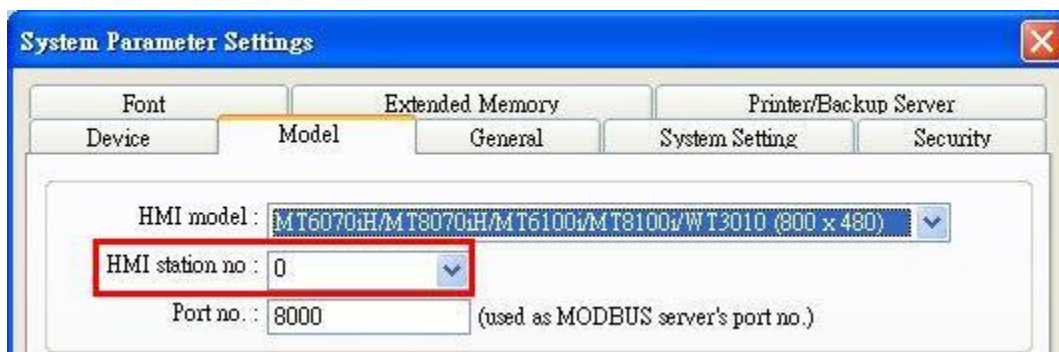 System Parameter Settings
Font Extended Memory Printer/Backup Server
Device Model General System Setting Security
HMI model : MT6070iH/MT8070iH/MT6100i/MT8100i/WT3010 (800 x 480)
HMI station no : 0
Port no. : 8000 (used as MODBUS server's port no.)